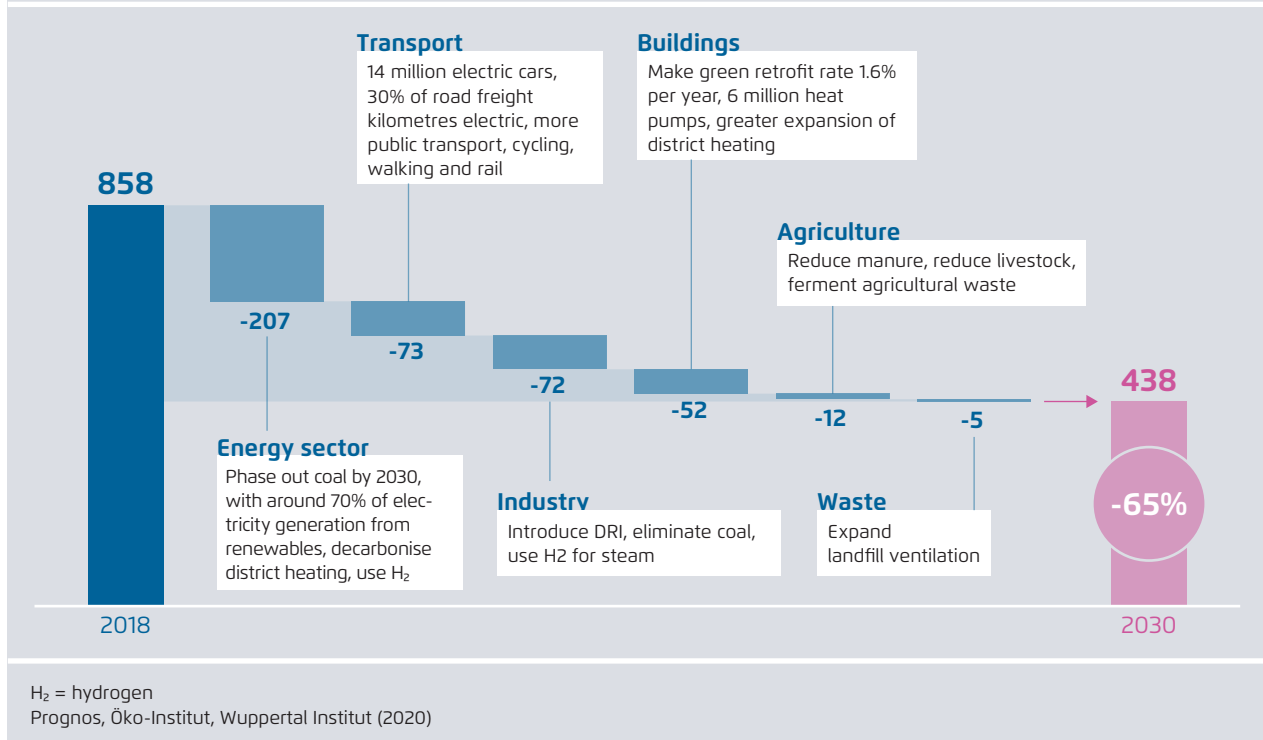 Transport
14 million electric cars,
30% of road freight
kilometres electric, more
public transport, cycling,
walking and rail
Buildings
Make green retrofit rate 1.6%
per year, 6 million heat
pumps, greater expansion of
district heating
858
Agriculture
Reduce manure, reduce livestock,
ferment agricultural waste
-207
-73
-72
-52
-12
-5
438
Energy sector
Phase out coal by 2030,
with around 70% of elec-
tricity generation from
renewables, decarbonise
district heating, use H₂
Industry
Introduce DRI, eliminate coal,
use H2 for steam
Waste
Expand
landfill ventilation
-65%
2018
2030
H₂ = hydrogen
Prognos, Öko-Institut, Wuppertal Institut (2020)